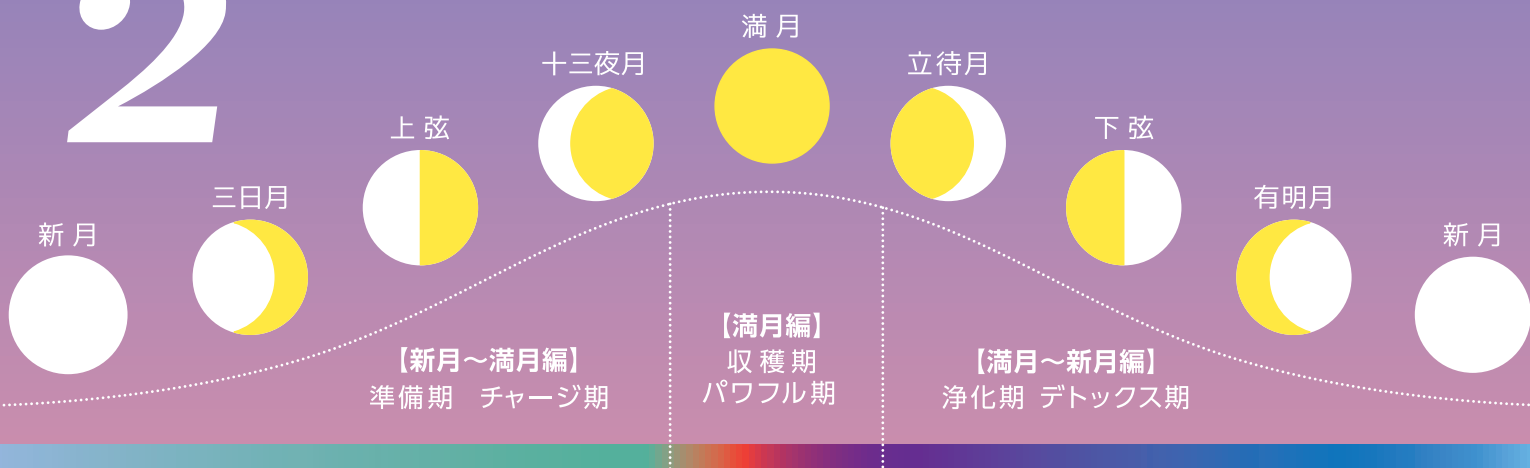 2
新月
三日月
上弦
十三夜月
満月
立待月
下弦
有明月
新月
【新月〜満月編】
準備期 チャージ期
【満月編】
収穫期
パワフル期
【満月〜新月編】
浄化期 デトックス期